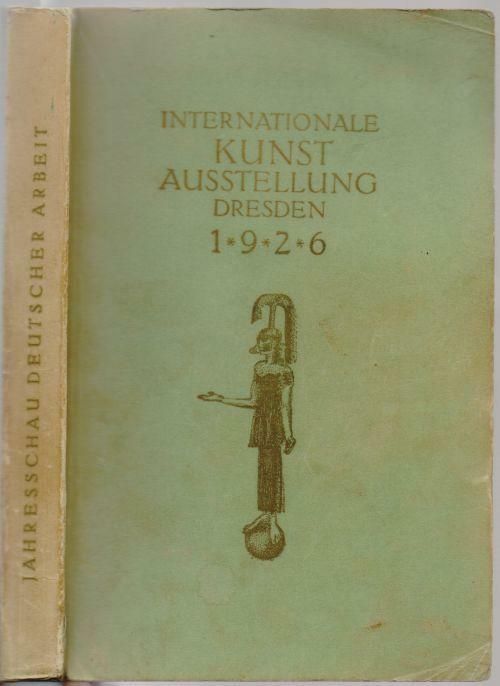 JAHRESSCHAU DEUTSCHER ARBEIT
INTERNATIONALE
KUNST
AUSSTELLUNG
DRESDEN
1*9*2*6